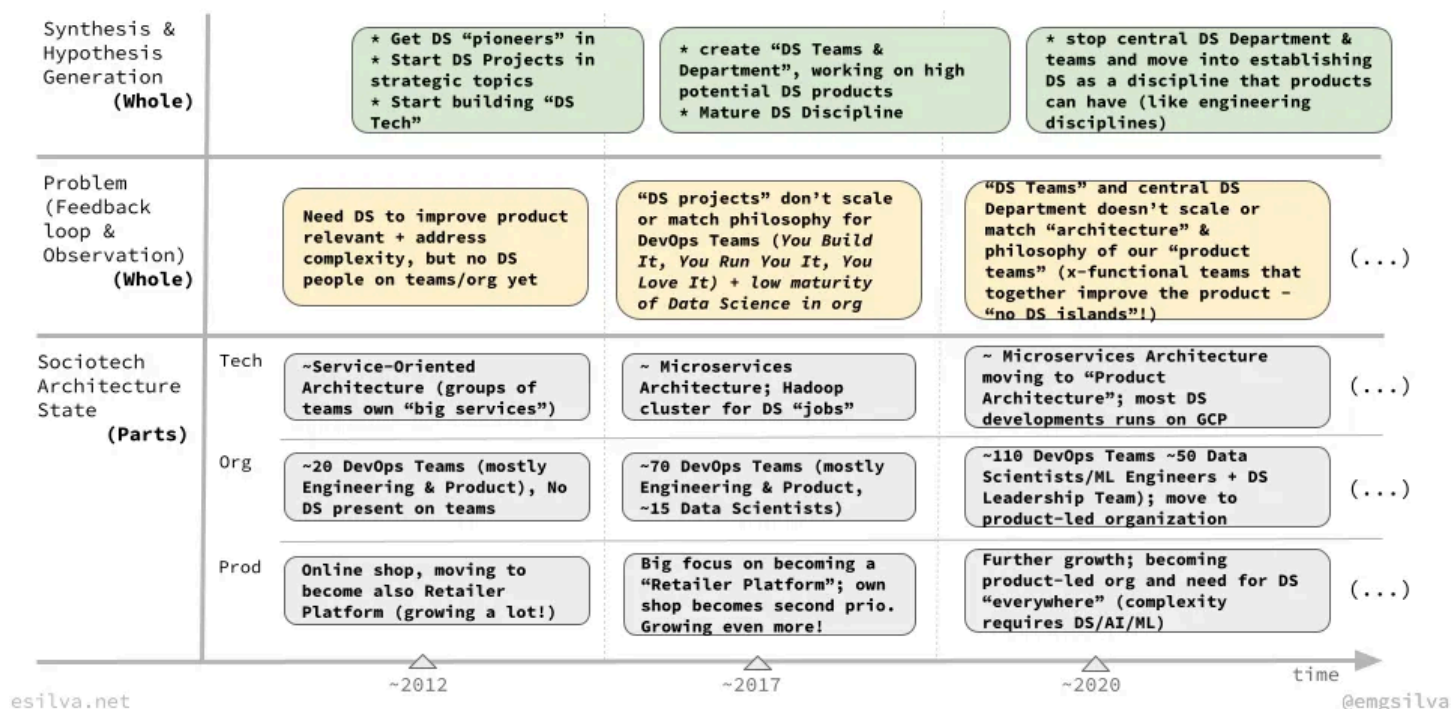 Synthesis &
Hypothesis
Generation
(Whole)
* Get DS “pioneers” in
* Start DS Projects in
strategic topics
* Start building “DS
Tech”
* create “DS Teams &
Department”, working on high
potential DS products
* Mature DS Discipline
* stop central DS Department &
teams and move into establishing
DS as a discipline that products
can have (like engineering
disciplines)
Problem
(Feedback
loop &
Observation)
(Whole)
Need DS to improve product
relevant + address
complexity, but no DS
people on teams/org yet
“DS projects” don’t scale
or match philosophy for
DevOps Teams (You Build
It, You Run You It, You
Love It) + low maturity
of Data Science in org
“DS Teams” and central DS
Department doesn’t scale or
match “architecture” &
philosophy of our “product
teams” (x-functional teams that
together improve the product -
“no DS islands”!)
(...)
Sociotech
Architecture
State
(Parts)
Tech
~Service-Oriented
Architecture (groups of
teams own “big services”)
~ Microservices
Architecture; Hadoop
cluster for DS “jobs”
~ Microservices Architecture
moving to “Product
Architecture”; most DS
developments runs on GCP
(...)
Org
~20 DevOps Teams (mostly
Engineering & Product), No
DS present on teams
~70 DevOps Teams (mostly
Engineering & Product,
~15 Data Scientists)
~110 DevOps Teams ~50 Data
Scientists/ML Engineers + DS
Leadership Team); move to
product-led organization
(...)
Prod
Online shop, moving to
become also Retailer
Platform (growing a lot!)
Big focus on becoming a
“Retailer Platform”; own
shop becomes second prio.
Growing even more!
Further growth; becoming
product-led org and need for DS
“everywhere” (complexity
requires DS/AI/ML)
(...)
~2012
~2017
~2020
time
esilva.net
@emgsilva